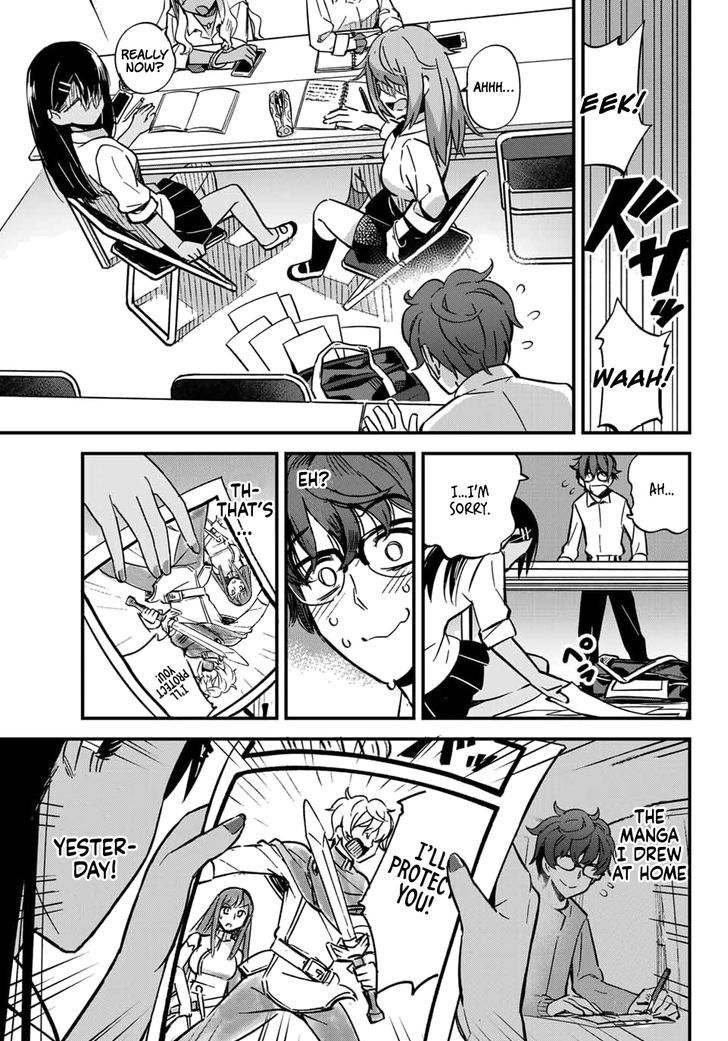 EEK!
ドサッ
WAAH!
AHHH...
REALLY
NOW?
AH...
I...I'M
SORRY.
ペラ
EH?
TH-
THAT'S
...
I'LL
PROTECT
YOU!
THE
MANGA
I DREW
AT HOME
I'LL
PROTECT
YOU!
YESTER-
DAY!